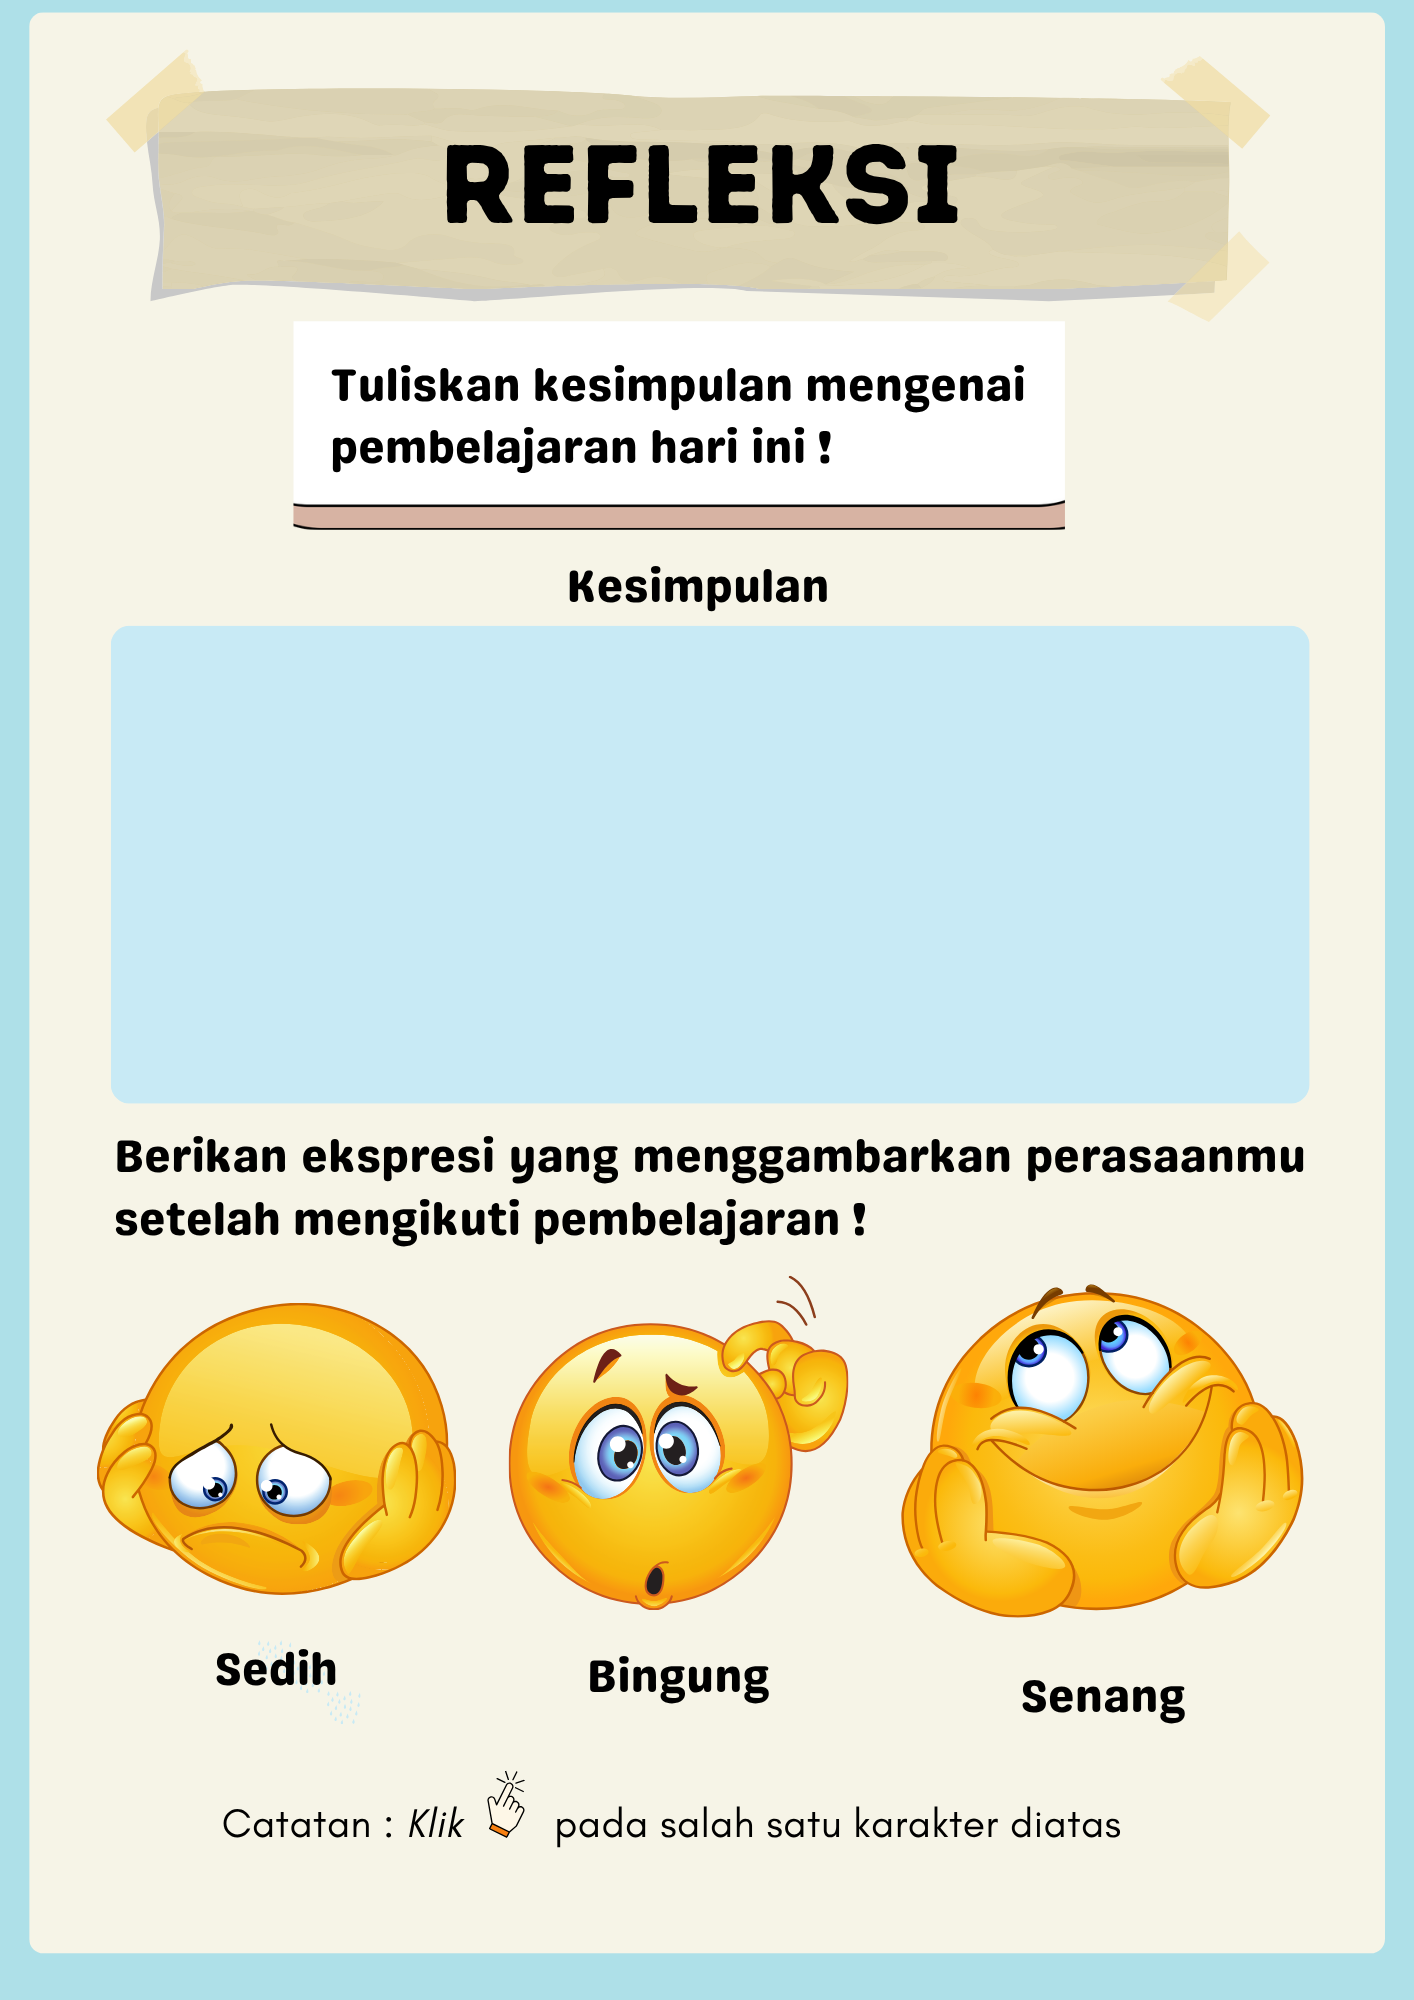 REFLEKSI
Tuliskan kesimpulan mengenai
pembelajaran hari ini !
Kesimpulan
Berikan ekspresi yang menggambarkan perasaanmu
setelah mengikuti pembelajaran !
Sedih
Bingung
Senang
Catatan : Klik pada salah satu karakter diatas